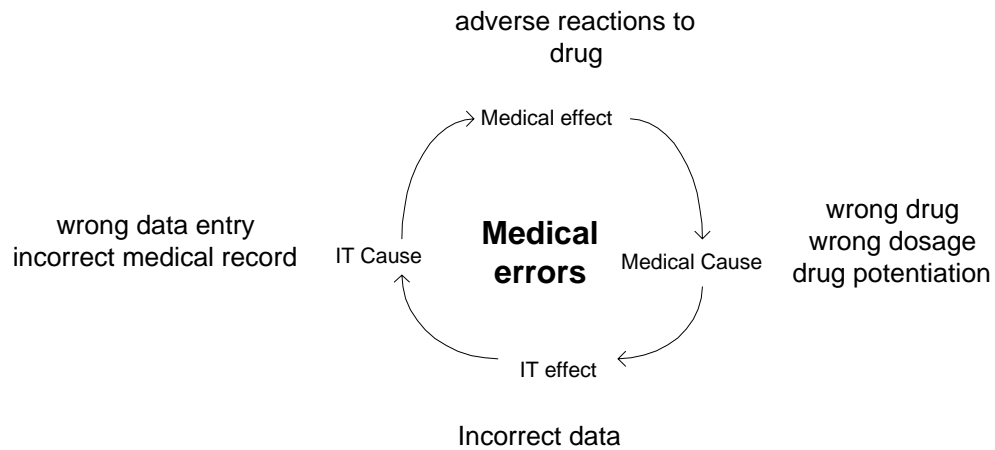 adverse reactions to
drug
Medical effect
wrong data entry
incorrect medical record
IT Cause
Medical
errors
Medical Cause
wrong drug
wrong dosage
drug potentiation
IT effect
Incorrect data